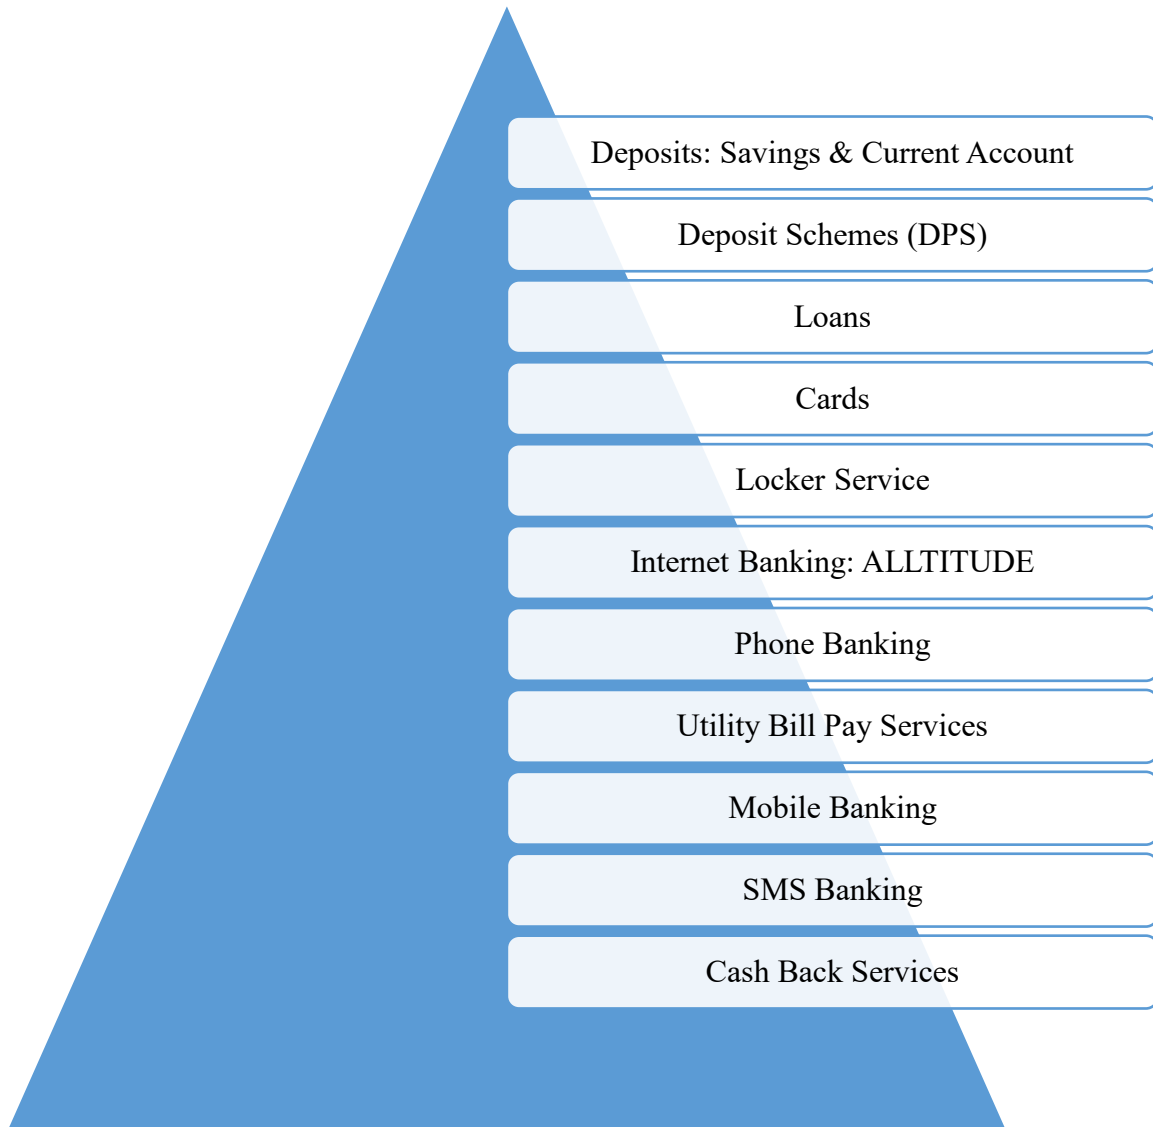 Deposits: Savings & Current Account
Deposit Schemes (DPS)
Loans
Cards
Locker Service
Internet Banking: ALLTITUDE
Phone Banking
Utility Bill Pay Services
Mobile Banking
SMS Banking
Cash Back Services